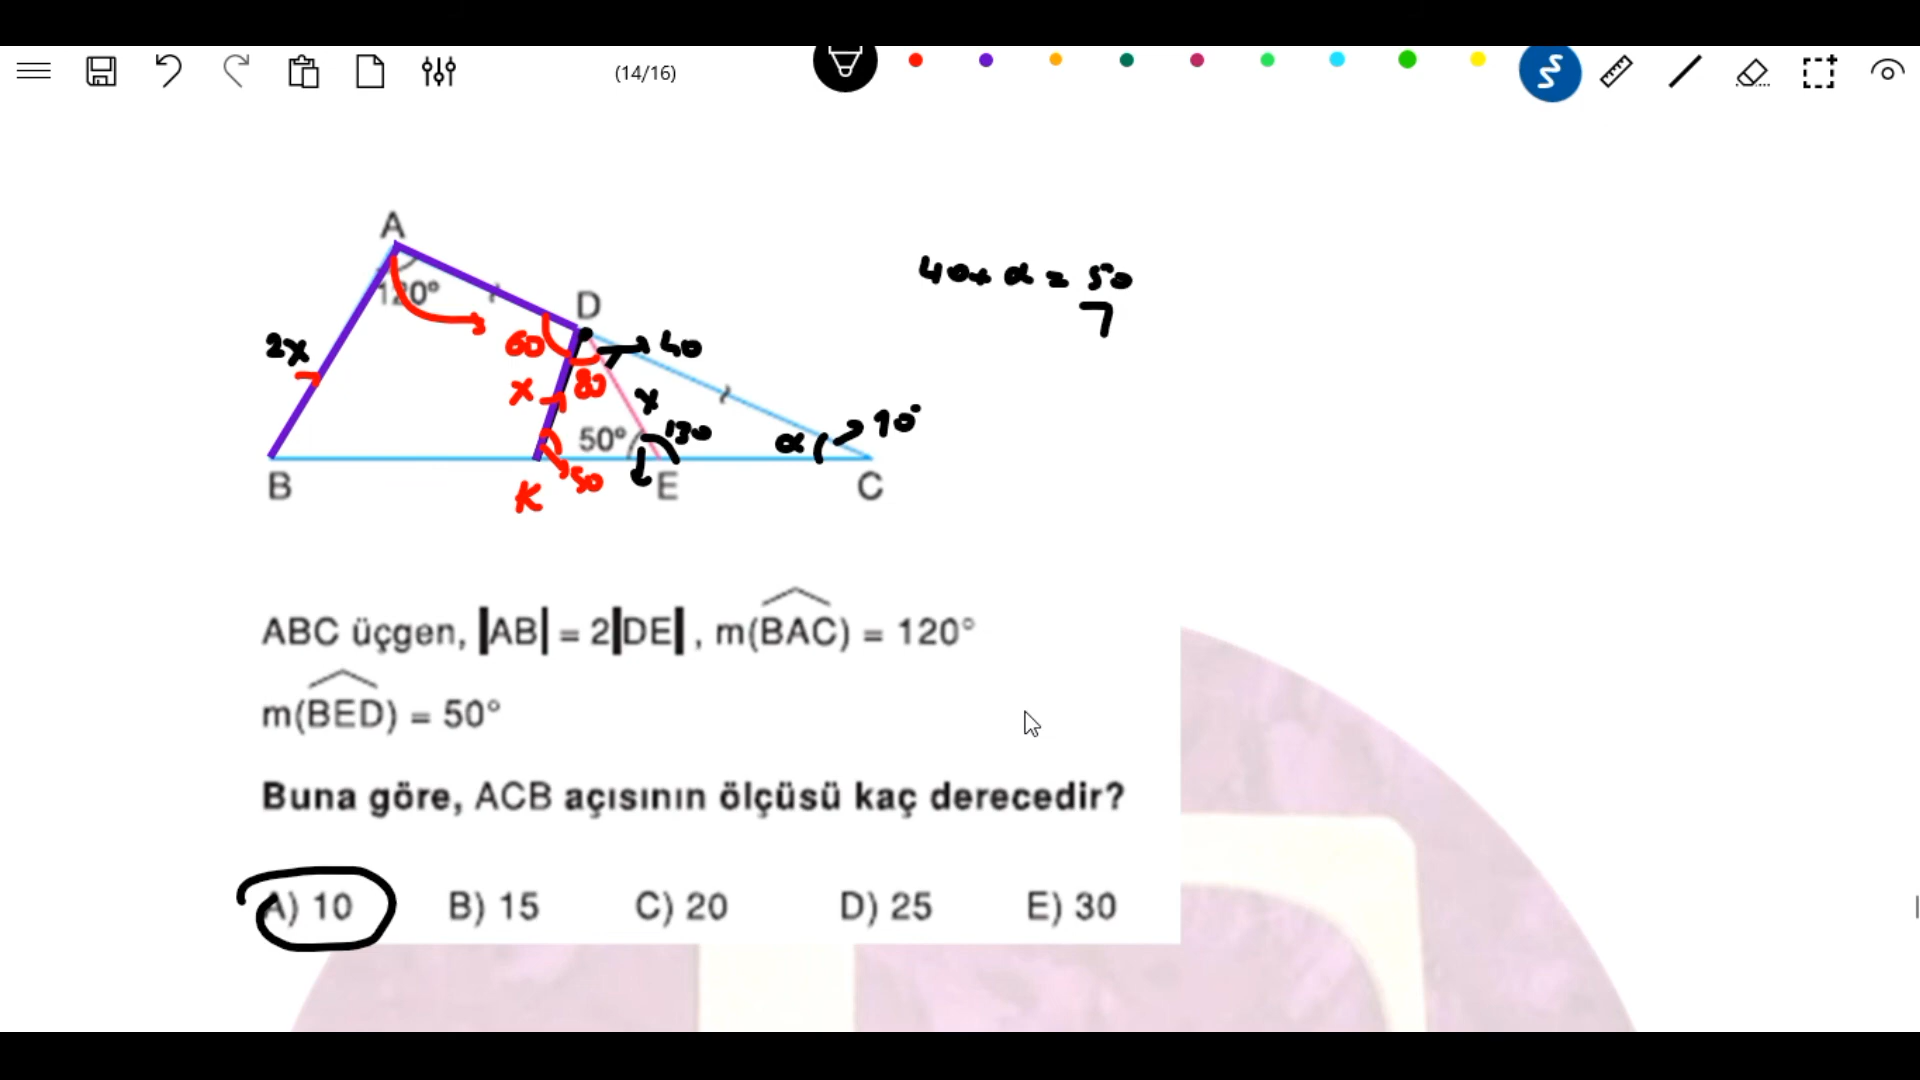 (14/16)
A
120°
D
40+ α = 50
2x
60
40
x
80
x
50°
130
α
10°
B
K
50
E
C
ABC üçgen, |AB| = 2|DE| , m(BAC) = 120°
m(BED) = 50°
Buna göre, ACB açısının ölçüsü kaç derecedir?
A) 10 B) 15 C) 20 D) 25 E) 30